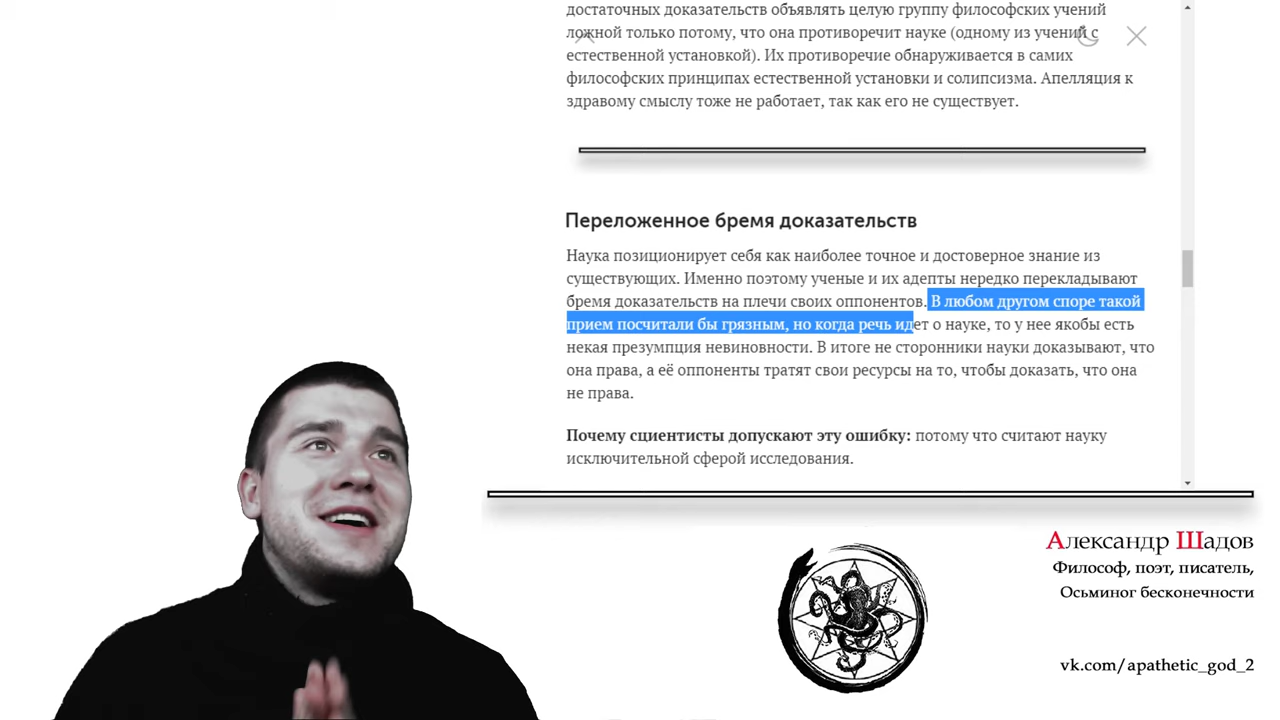 достаточных доказательств объявлять целую группу философских учений
ложной только потому, что она противоречит науке (одному из учений с
естественной установкой). Их противоречие обнаруживается в самих
философских принципах естественной установки и солипсизма. Апелляция к
здравому смыслу тоже не работает, так как его не существует.
Переложенное бремя доказательств
Наука позиционирует себя как наиболее точное и достоверное знание из
существующих. Именно поэтому ученые и их адепты нередко перекладывают
бремя доказательств на плечи своих оппонентов. В любом другом споре такой
прием посчитали бы грязным, но когда речь идет о науке, то у нее якобы есть
некая презумпция невиновности. В итоге не сторонники науки доказывают, что
она права, а её оппоненты тратят свои ресурсы на то, чтобы доказать, что она
не права.
Почему сциентисты допускают эту ошибку: потому что считают науку
исключительной сферой исследования.
Александр Шадов
Философ, поэт, писатель,
Осьминог бесконечности
vk.com/apathetic_god_2